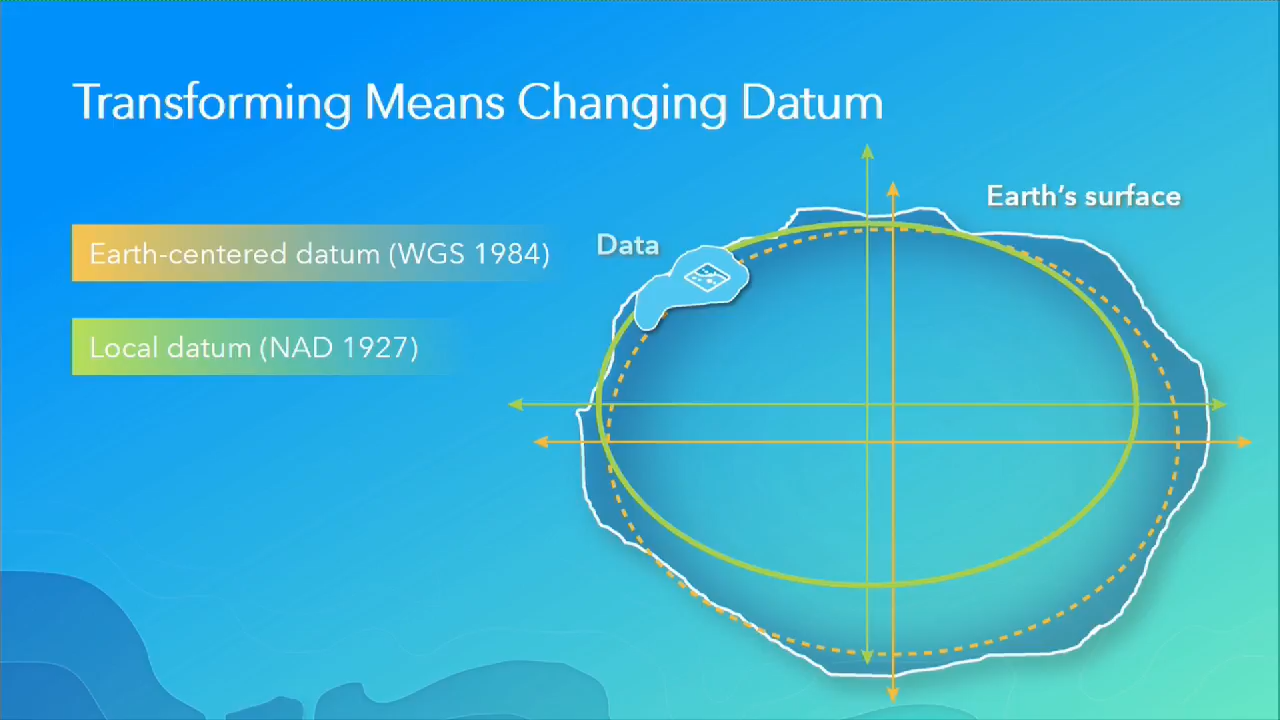 Transforming Means Changing Datum
Earth's surface
Data
Earth-centered datum (WGS 1984)
Local datum (NAD 1927)